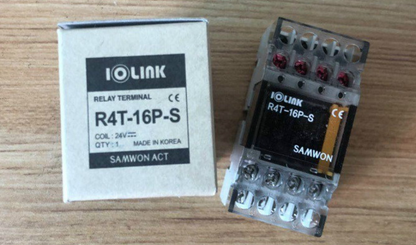 IOLINK
RELAY TERMINAL CE
R4T-16P-S
COIL : 24V
QTY : 1 MADE IN KOREA
SAMWON ACT
IOLINK
R4T-16P-S CE
SAMWON